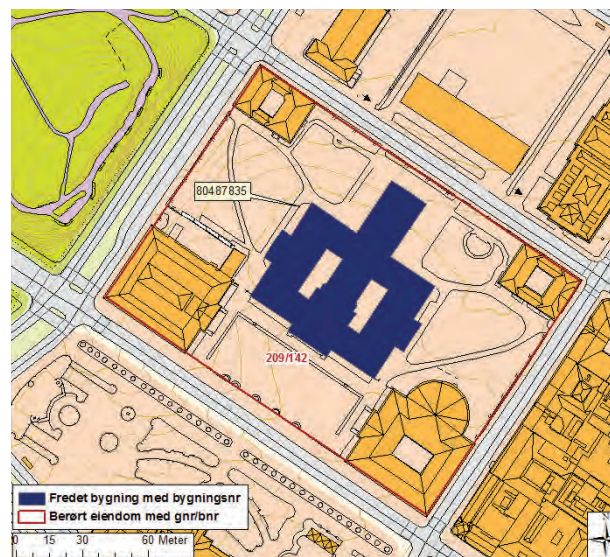 80487835
209/142
Fredet bygning med bygningsnr
Berørt eiendom med gnr/bnr
0 15 30 60 Meter